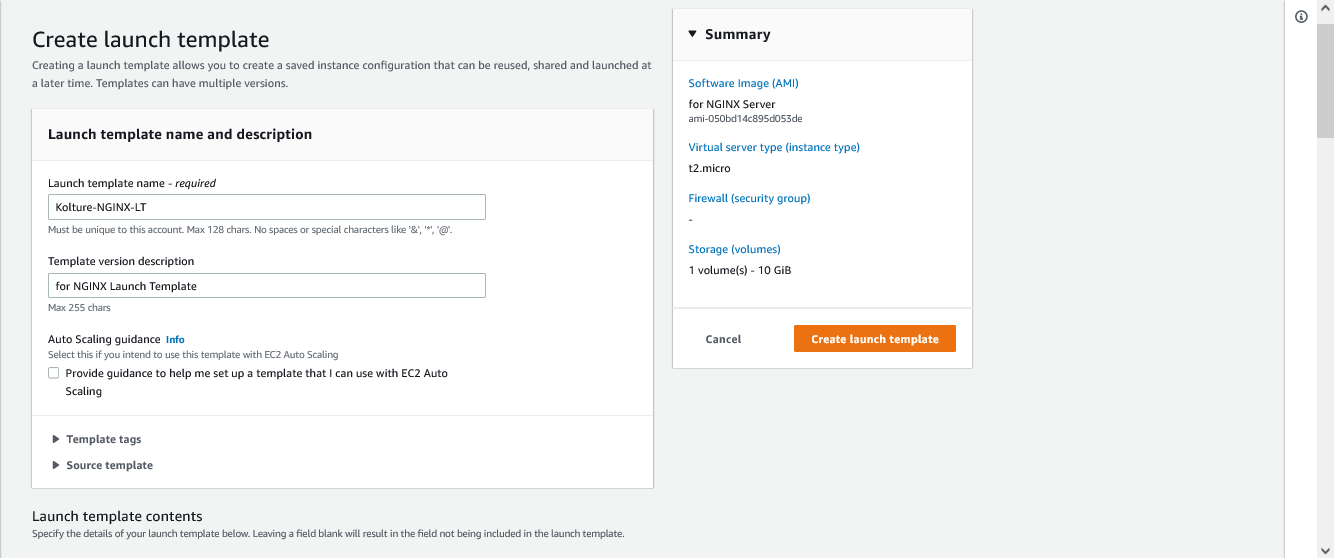 Create launch template
Creating a launch template allows you to create a saved instance configuration that can be reused, shared and launched at
a later time. Templates can have multiple versions.
Launch template name and description
Launch template name - required
Kolture-NGINX-LT
Must be unique to this account. Max 128 chars. No spaces or special characters like '&', '*', '@'.
Template version description
for NGINX Launch Template
Max 255 chars
Auto Scaling guidance Info
Select this if you intend to use this template with EC2 Auto Scaling
Provide guidance to help me set up a template that I can use with EC2 Auto
Scaling
Template tags
Source template
Launch template contents
Specify the details of your launch template below. Leaving a field blank will result in the field not being included in the launch template.
Summary
Software Image (AMI)
for NGINX Server
ami-050bd14c895d053de
Virtual server type (instance type)
t2.micro
Firewall (security group)
-
Storage (volumes)
1 volume(s) - 10 GiB
Cancel
Create launch template